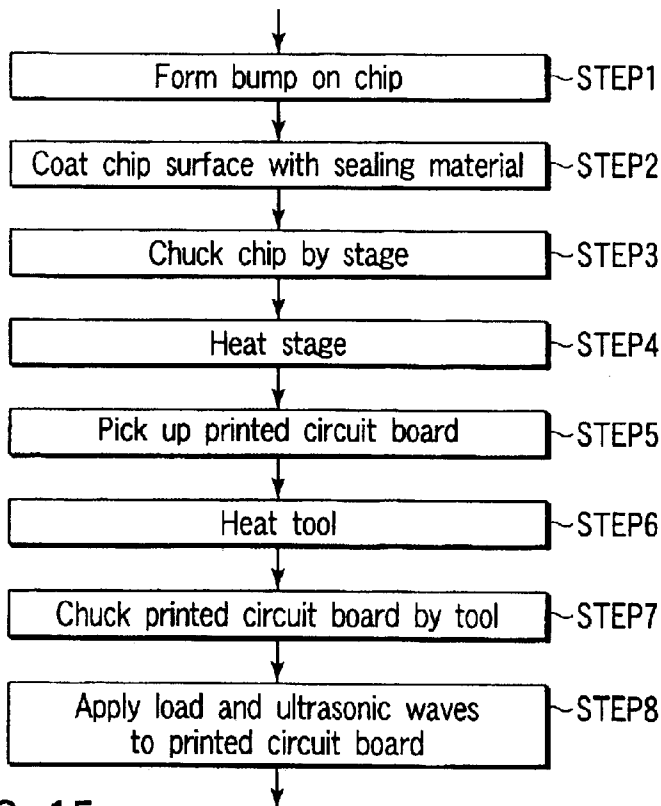 Form bump on chip ~STEP1
Coat chip surface with sealing material ~STEP2
Chuck chip by stage ~STEP3
Heat stage ~STEP4
Pick up printed circuit board ~STEP5
Heat tool ~STEP6
Chuck printed circuit board by tool ~STEP7
Apply load and ultrasonic waves ~STEP8
to printed circuit board